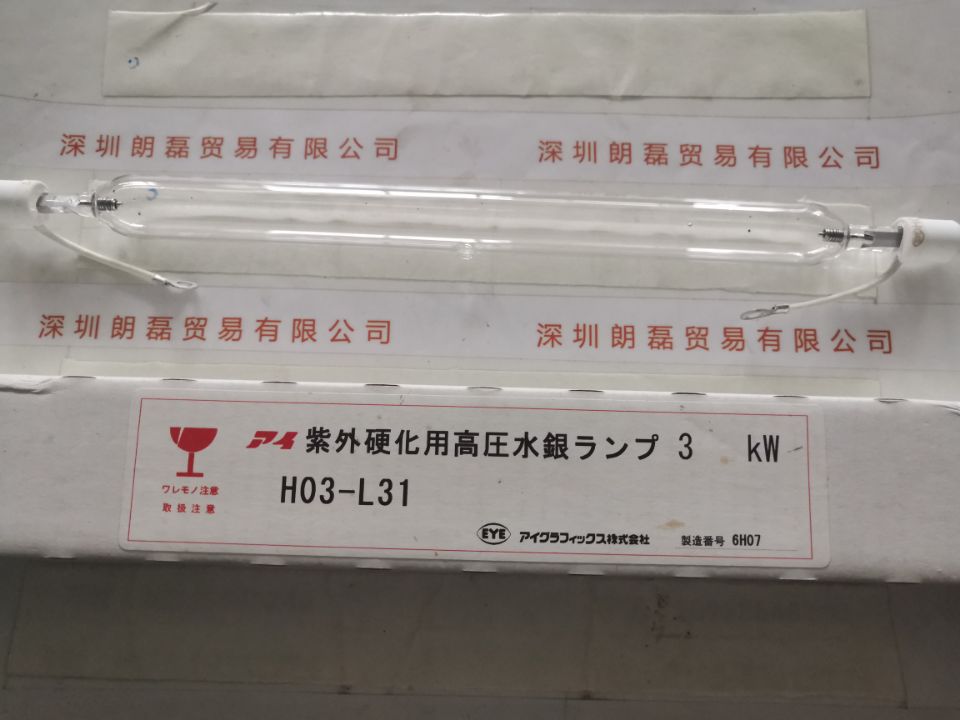 深圳朗磊贸易有限公司 深圳朗磊贸易有限公司
深圳朗磊贸易有限公司 深圳朗磊贸易有限公司
アイ 紫外硬化用高圧水銀ランプ 3 kW
H03-L31
ワレモノ注意
取扱注意
EYE アイグラフィックス株式会社 製造番号 6H07